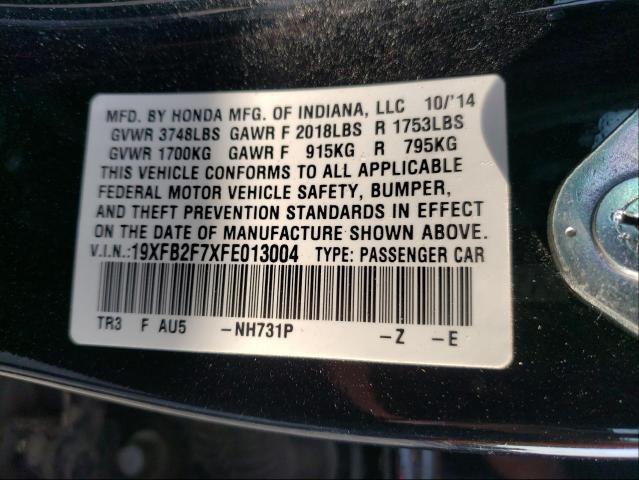 MFD. BY HONDA MFG. OF INDIANA, LLC 10/'14
GVWR 3748LBS GAWR F 2018LBS R 1753LBS
GVWR 1700KG GAWR F 915KG R 795KG
THIS VEHICLE CONFORMS TO ALL APPLICABLE
FEDERAL MOTOR VEHICLE SAFETY, BUMPER,
AND THEFT PREVENTION STANDARDS IN EFFECT
ON THE DATE OF MANUFACTURE SHOWN ABOVE.
V.I.N.:19XFB2F7XFE013004 TYPE: PASSENGER CAR
TR3 F AU5 -NH731P -Z -E